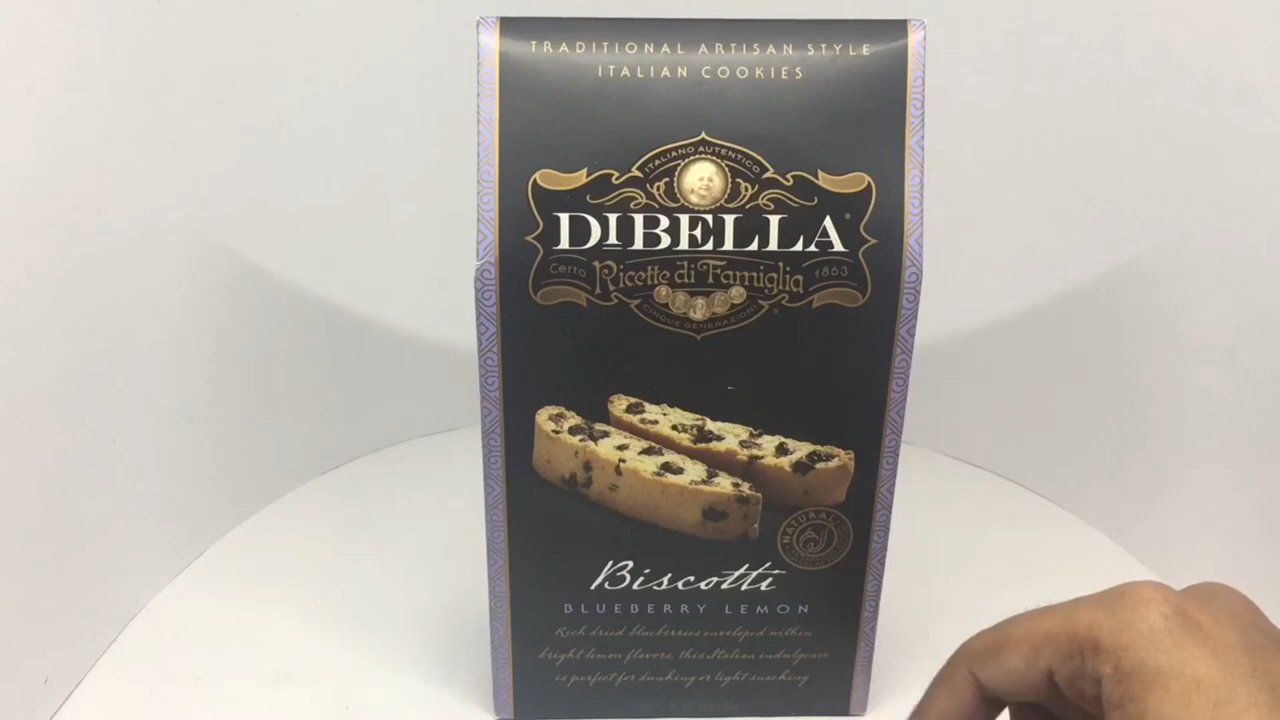 TRADITIONAL ARTISAN STYLE
ITALIAN COOKIES
ITALIANO AUTENTICO
DIBELLA®
Certo Ricette di Famiglia 1863
CINQUE GENERAZIONI
NATURAL
Biscotti
BLUEBERRY LEMON
Rich dried blueberries enveloped within
bright lemon flavors, this Italian indulgence
is perfect for dunking or light snacking